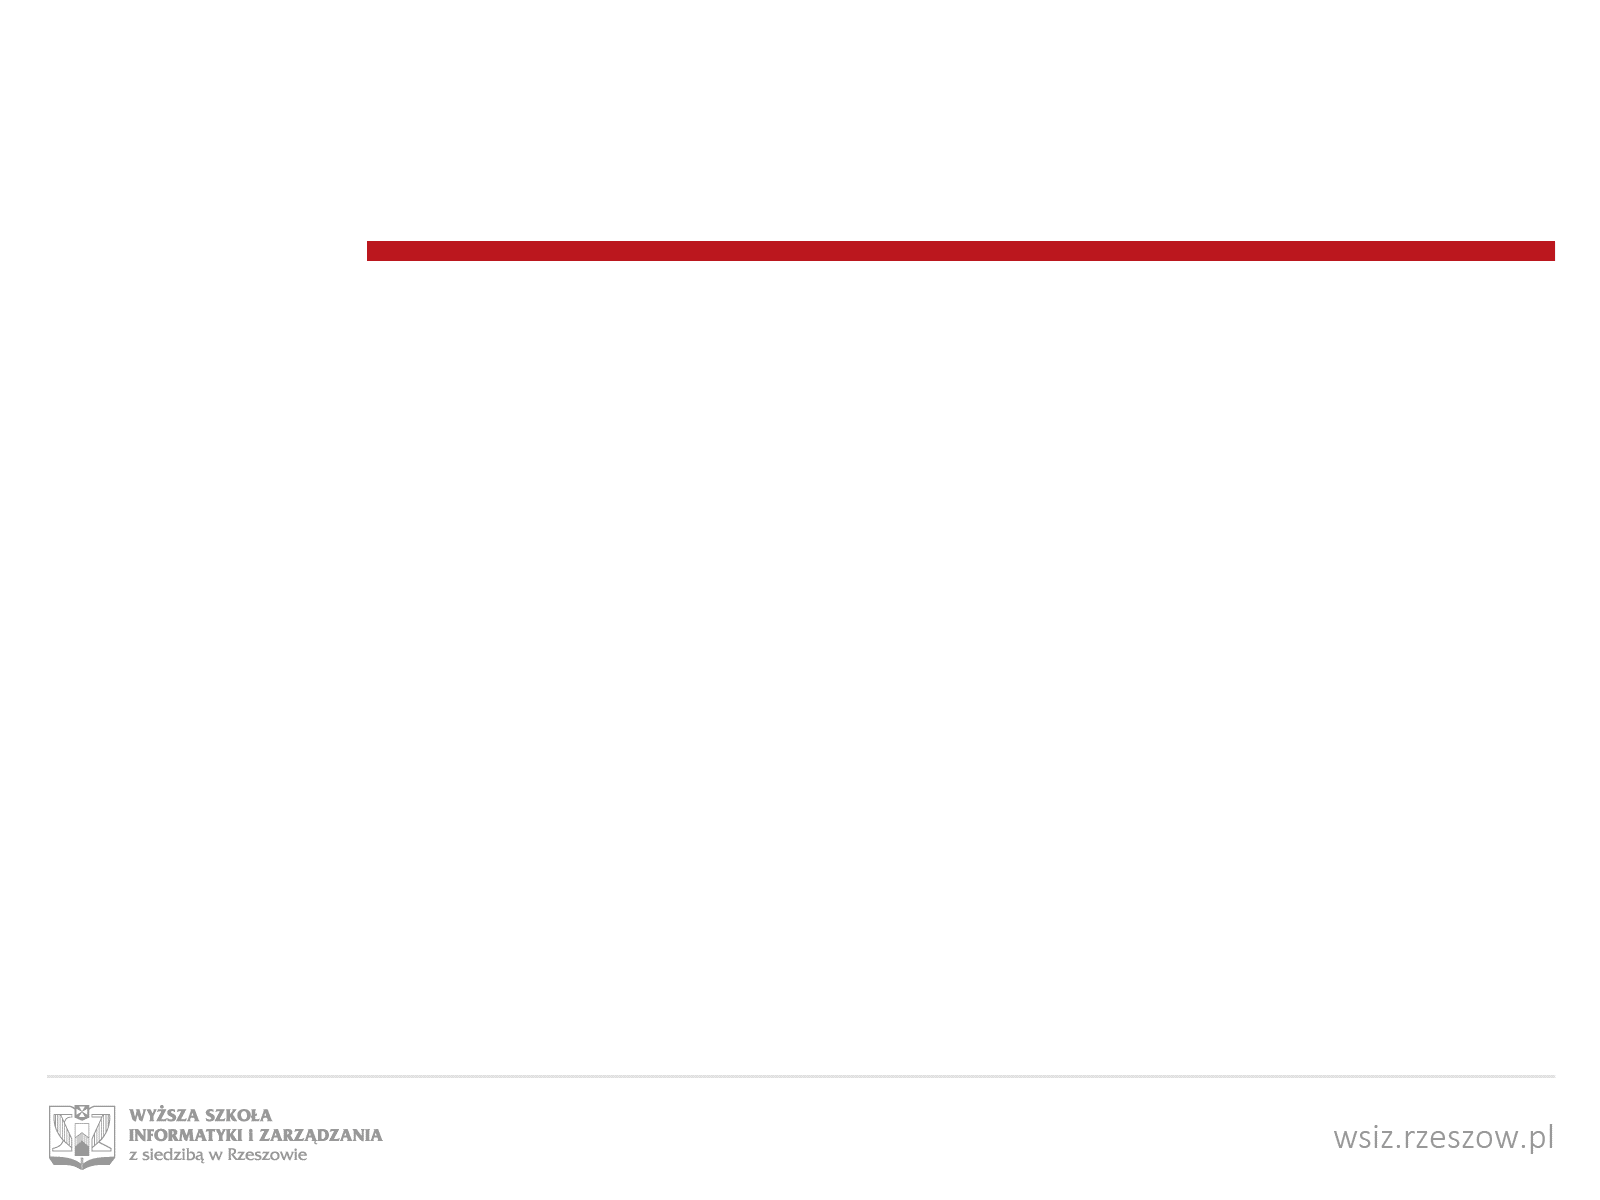 WYŻSZA SZKOŁA
INFORMATYKI I ZARZĄDZANIA
z siedzibą w Rzeszowie
wsiz.rzeszow.pl